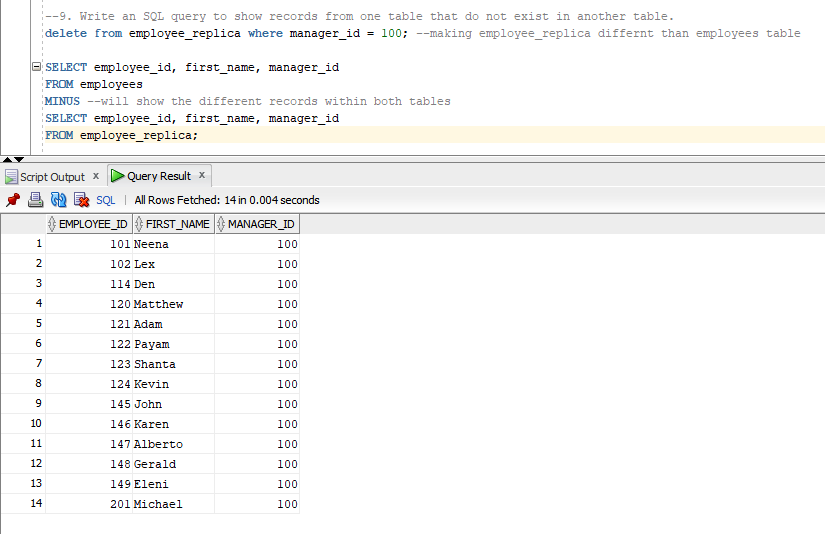 --9. Write an SQL query to show records from one table that do not exist in another table.
delete from employee_replica where manager_id = 100; --making employee_replica differnt than employees table
SELECT employee_id, first_name, manager_id
FROM employees
MINUS --will show the different records within both tables
SELECT employee_id, first_name, manager_id
FROM employee_replica;
Script Output x Query Result x
SQL | All Rows Fetched: 14 in 0.004 seconds
EMPLOYEE_ID FIRST_NAME MANAGER_ID
1 101 Neena 100
2 102 Lex 100
3 114 Den 100
4 120 Matthew 100
5 121 Adam 100
6 122 Payam 100
7 123 Shanta 100
8 124 Kevin 100
9 145 John 100
10 146 Karen 100
11 147 Alberto 100
12 148 Gerald 100
13 149 Eleni 100
14 201 Michael 100